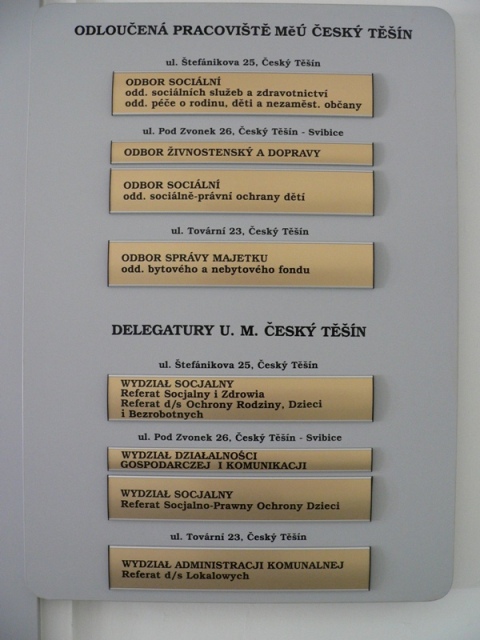 ODLOUČENÁ PRACOVIŠTĚ MěÚ ČESKÝ TĚŠÍN
ul. Štefánikova 25, Český Těšín
ODBOR SOCIÁLNÍ
odd. sociálních služeb a zdravotnictví
odd. péče o rodinu, děti a nezaměst. občany
ul. Pod Zvonek 26, Český Těšín - Svibice
ODBOR ŽIVNOSTENSKÝ A DOPRAVY
ODBOR SOCIÁLNÍ
odd. sociálně-právní ochrany dětí
ul. Tovární 23, Český Těšín
ODBOR SPRÁVY MAJETKU
odd. bytového a nebytového fondu
DELEGATURY U. M. ČESKÝ TĚŠÍN
ul. Štefánikova 25, Český Těšín
WYDZIAŁ SOCJALNY
Referat Socjalny i Zdrowia
Referat d/s Ochrony Rodziny, Dzieci
i Bezrobotnych
ul. Pod Zvonek 26, Český Těšín - Svibice
WYDZIAŁ DZIAŁALNOŚCI
GOSPODARCZEJ I KOMUNIKACJI
WYDZIAŁ SOCJALNY
Referat Socjalno-Prawny Ochrony Dzieci
ul. Tovární 23, Český Těšín
WYDZIAŁ ADMINISTRACJI KOMUNALNEJ
Referat d/s Lokalowych